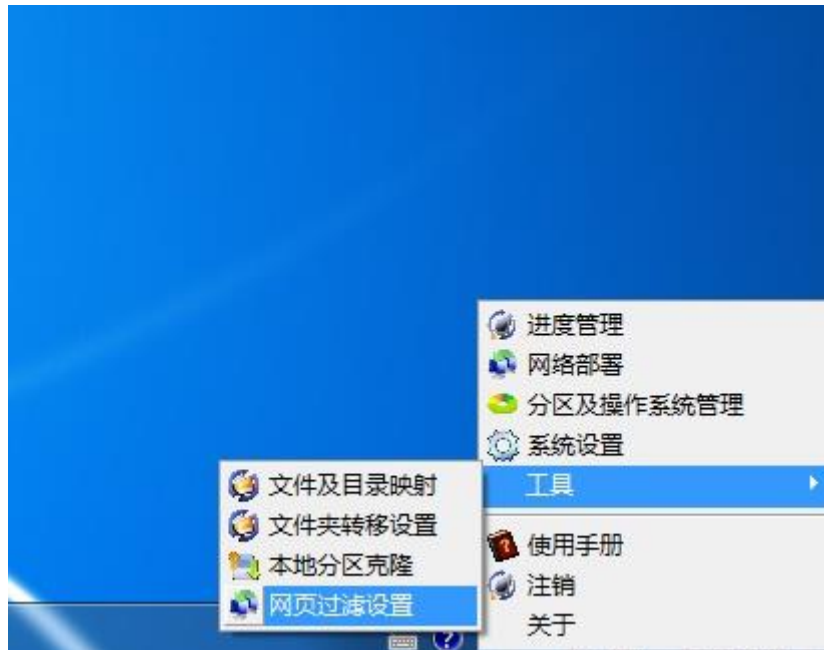 进度管理
网络部署
分区及操作系统管理
系统设置
工具
文件及目录映射
文件夹转移设置
本地分区克隆
网页过滤设置
使用手册
注销
关于